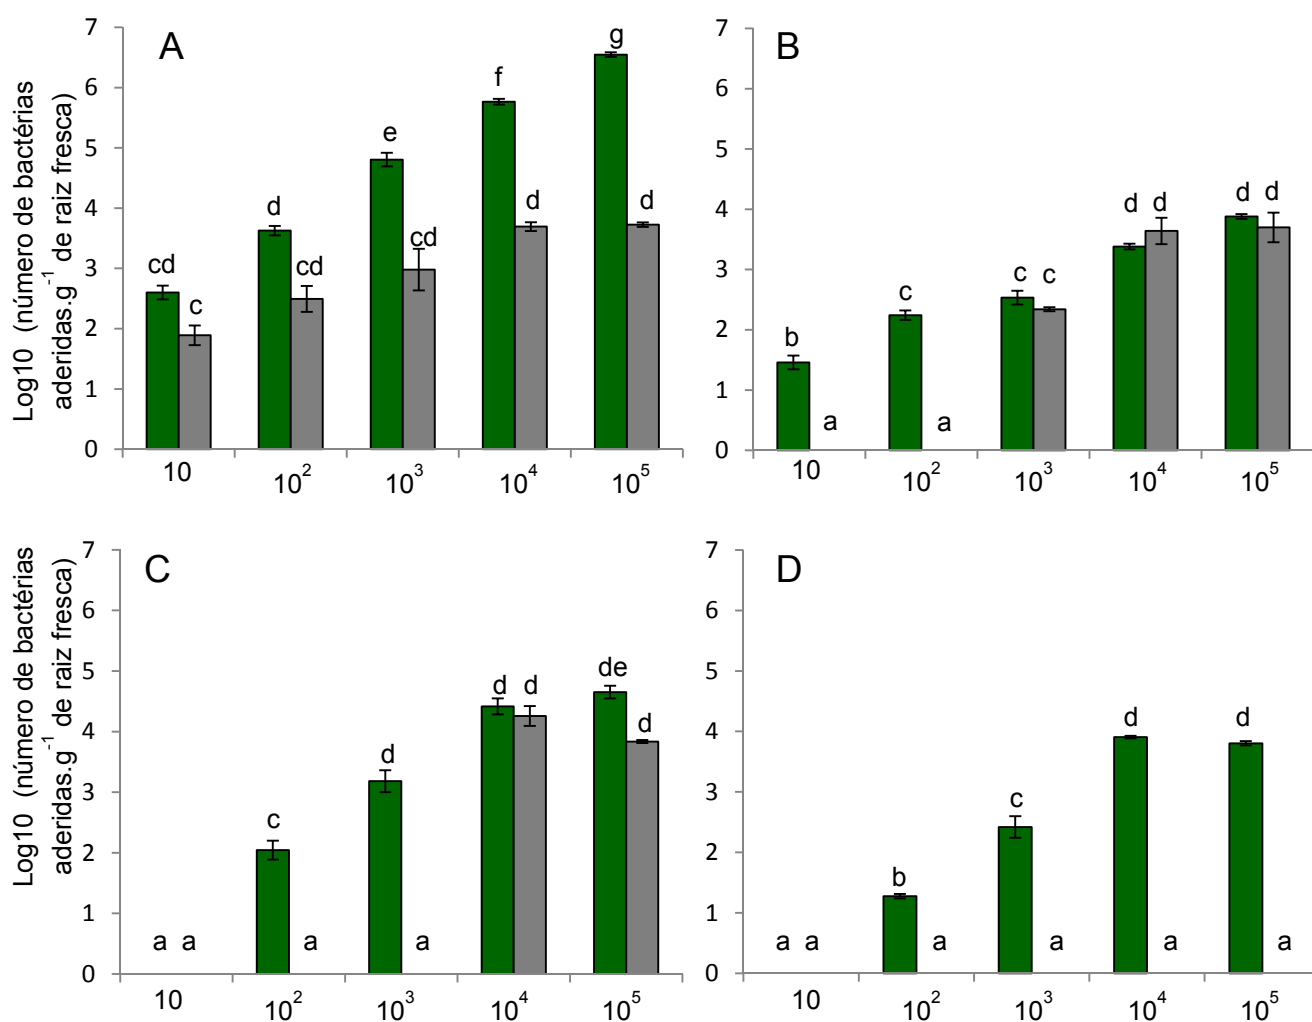 A
Log10 (número de bactérias
aderidas.g⁻¹ de raiz fresca)
7
6
5
4
3
2
1
0
cd
c
d
cd
e
cd
f
d
g
d
10
10²
10³
10⁴
10⁵
B
7
6
5
4
3
2
1
0
b
a
c
a
c
c
d
d
d
d
10
10²
10³
10⁴
10⁵
C
Log10 (número de bactérias
aderidas.g⁻¹ de raiz fresca)
7
6
5
4
3
2
1
0
a
a
c
a
d
a
d
d
de
d
10
10²
10³
10⁴
10⁵
D
7
6
5
4
3
2
1
0
a
a
b
a
c
a
d
a
d
a
10
10²
10³
10⁴
10⁵